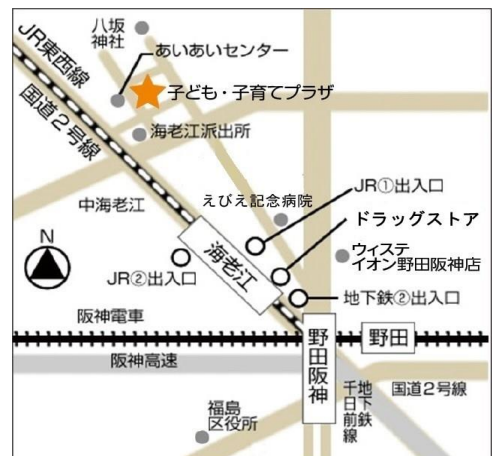 八坂
神社
あいあいセンター
JR東西線
国道2号線
子ども・子育てプラザ
海老江派出所
中海老江
えびえ記念病院
JR①出入口
ドラッグストア
ウィステ
イオン野田阪神店
N
海老江
JR②出入口
地下鉄②出入口
阪神電車
野田阪神
野田
阪神高速
国道2号線
地下鉄
千日前線
福島
区役所